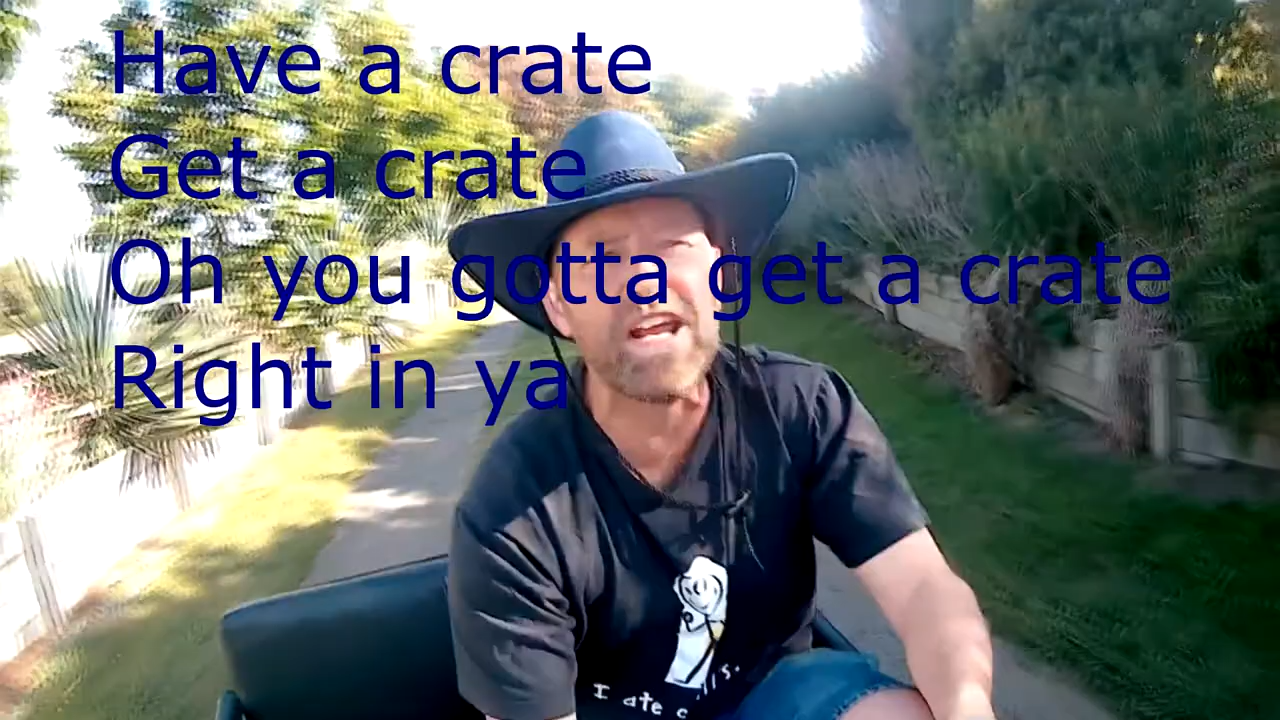 Have a crate
Get a crate
Oh you gotta get a crate
Right in ya
I ate